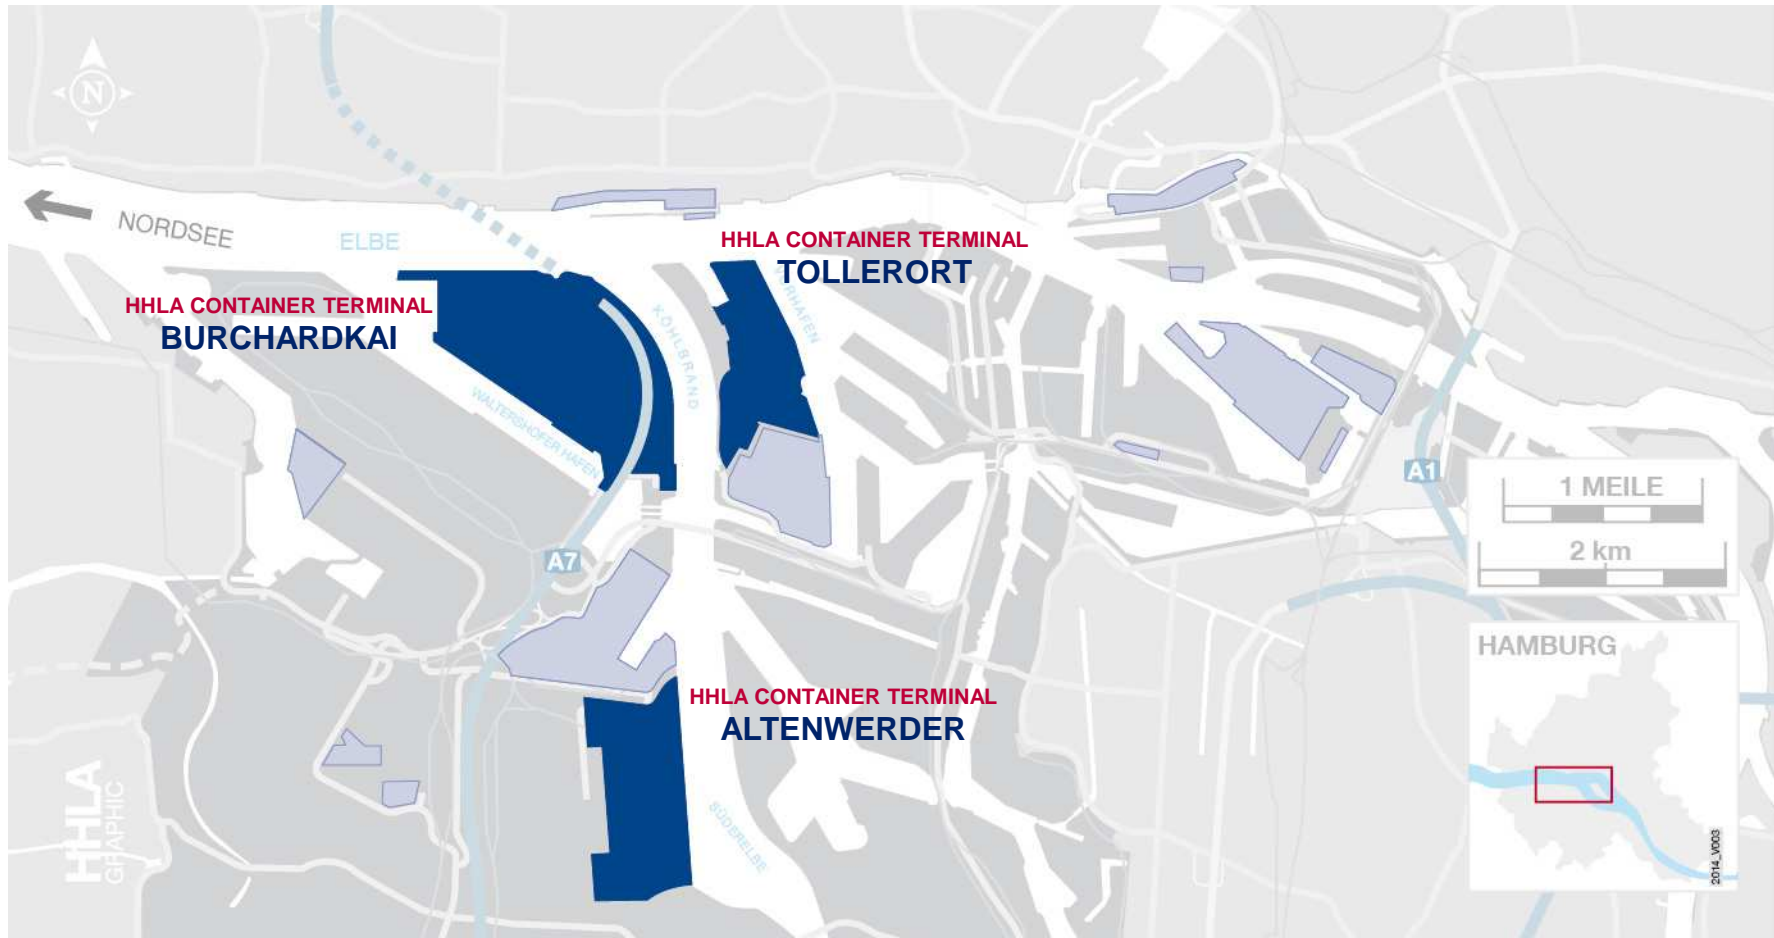 N
NORDSEE
ELBE
HHLA CONTAINER TERMINAL
TOLLERORT
HHLA CONTAINER TERMINAL
BURCHARDKAI
KÖHLBRAND
WALTERSHOFER HAFEN
A1
1 MEILE
2 km
A7
HAMBURG
HHLA CONTAINER TERMINAL
ALTENWERDER
SÜDERELBE
HHLA
GRAPHIC
2014_V003